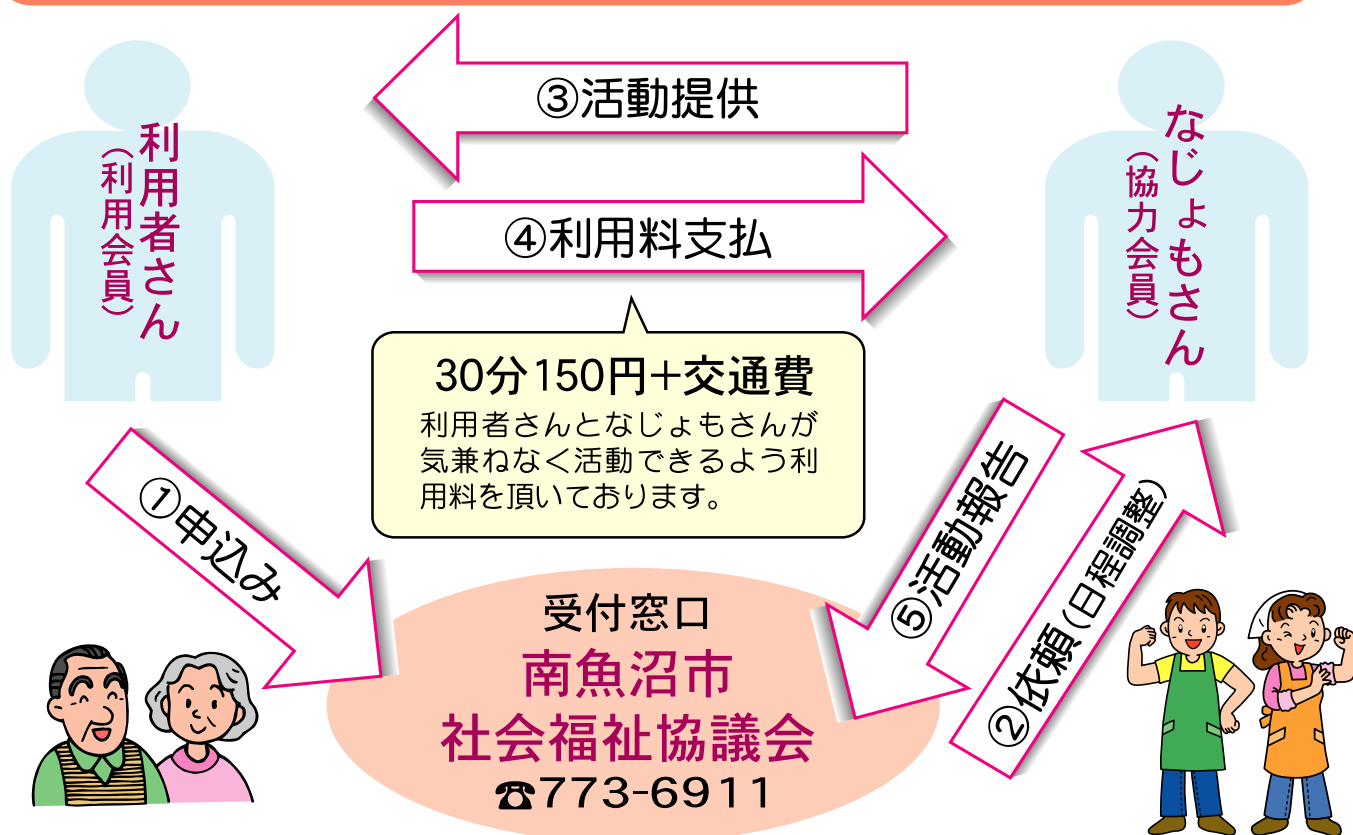 ③活動提供
利用者さん
（利用会員）
なじょもさん
（協力会員）
④利用料支払
30分150円＋交通費
利用者さんとなじょもさんが
気兼ねなく活動できるよう利
用料を頂いております。
①申込み
⑤活動報告
②依頼（日程調整）
受付窓口
南魚沼市
社会福祉協議会
☎773-6911